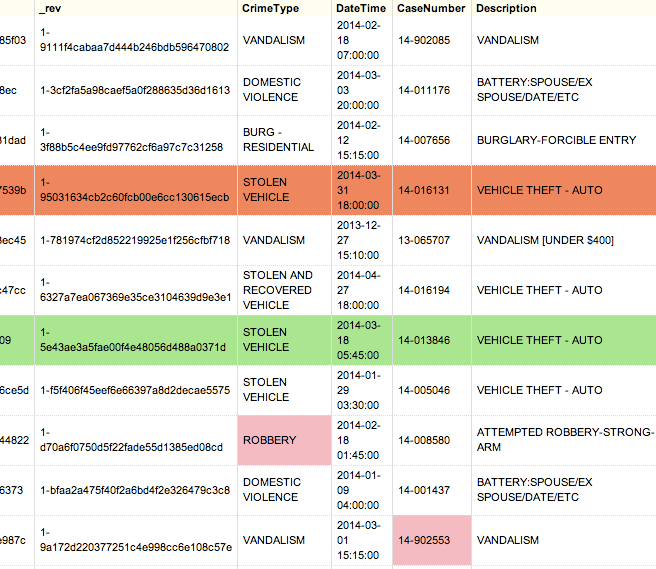 _rev CrimeType DateTime CaseNumber Description
85f03 1-9111f4cabaa7d444b246bdb596470802 VANDALISM 2014-02-18 07:00:00 14-902085 VANDALISM
8ec 1-3cf2fa5a98caef5a0f288635d36d1613 DOMESTIC VIOLENCE 2014-03-03 20:00:00 14-011176 BATTERY:SPOUSE/EX SPOUSE/DATE/ETC
31dad 1-3f88b5c4ee9fd97762cf6a97c7c31258 BURG - RESIDENTIAL 2014-02-12 15:15:00 14-007656 BURGLARY-FORCIBLE ENTRY
7539b 1-95031634cb2c60fcb00e6cc130615ecb STOLEN VEHICLE 2014-03-31 18:00:00 14-016131 VEHICLE THEFT - AUTO
3ec45 1-781974cf2d852219925e1f256cfbf718 VANDALISM 2013-12-27 15:10:00 13-065707 VANDALISM [UNDER $400]
c47cc 1-6327a7ea067369e35ce3104639d9e3e1 STOLEN AND RECOVERED VEHICLE 2014-04-27 18:00:00 14-016194 VEHICLE THEFT - AUTO
09 1-5e43ae3a5fae00f4e48056d488a0371d STOLEN VEHICLE 2014-03-18 05:45:00 14-013846 VEHICLE THEFT - AUTO
6ce5d 1-f5f406f45eef6e66397a8d2decae5575 STOLEN VEHICLE 2014-01-29 03:30:00 14-005046 VEHICLE THEFT - AUTO
44822 1-d70a6f0750d5f22fade55d1385ed08cd ROBBERY 2014-02-18 01:45:00 14-008580 ATTEMPTED ROBBERY-STRONG-ARM
6373 1-bfaa2a475f40f2a6bd4f2e326479c3c8 DOMESTIC VIOLENCE 2014-01-09 04:00:00 14-001437 BATTERY:SPOUSE/EX SPOUSE/DATE/ETC
e987c 1-9a172d220377251c4e998cc6e108c57e VANDALISM 2014-03-01 15:15:00 14-902553 VANDALISM